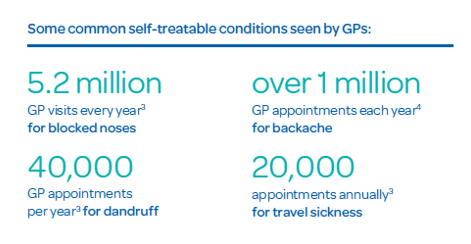 Some common self-treatable conditions seen by GPs:
5.2 million
GP visits every year³
for blocked noses
over 1 million
GP appointments each year⁴
for backache
40,000
GP appointments
per year³ for dandruff
20,000
appointments annually³
for travel sickness